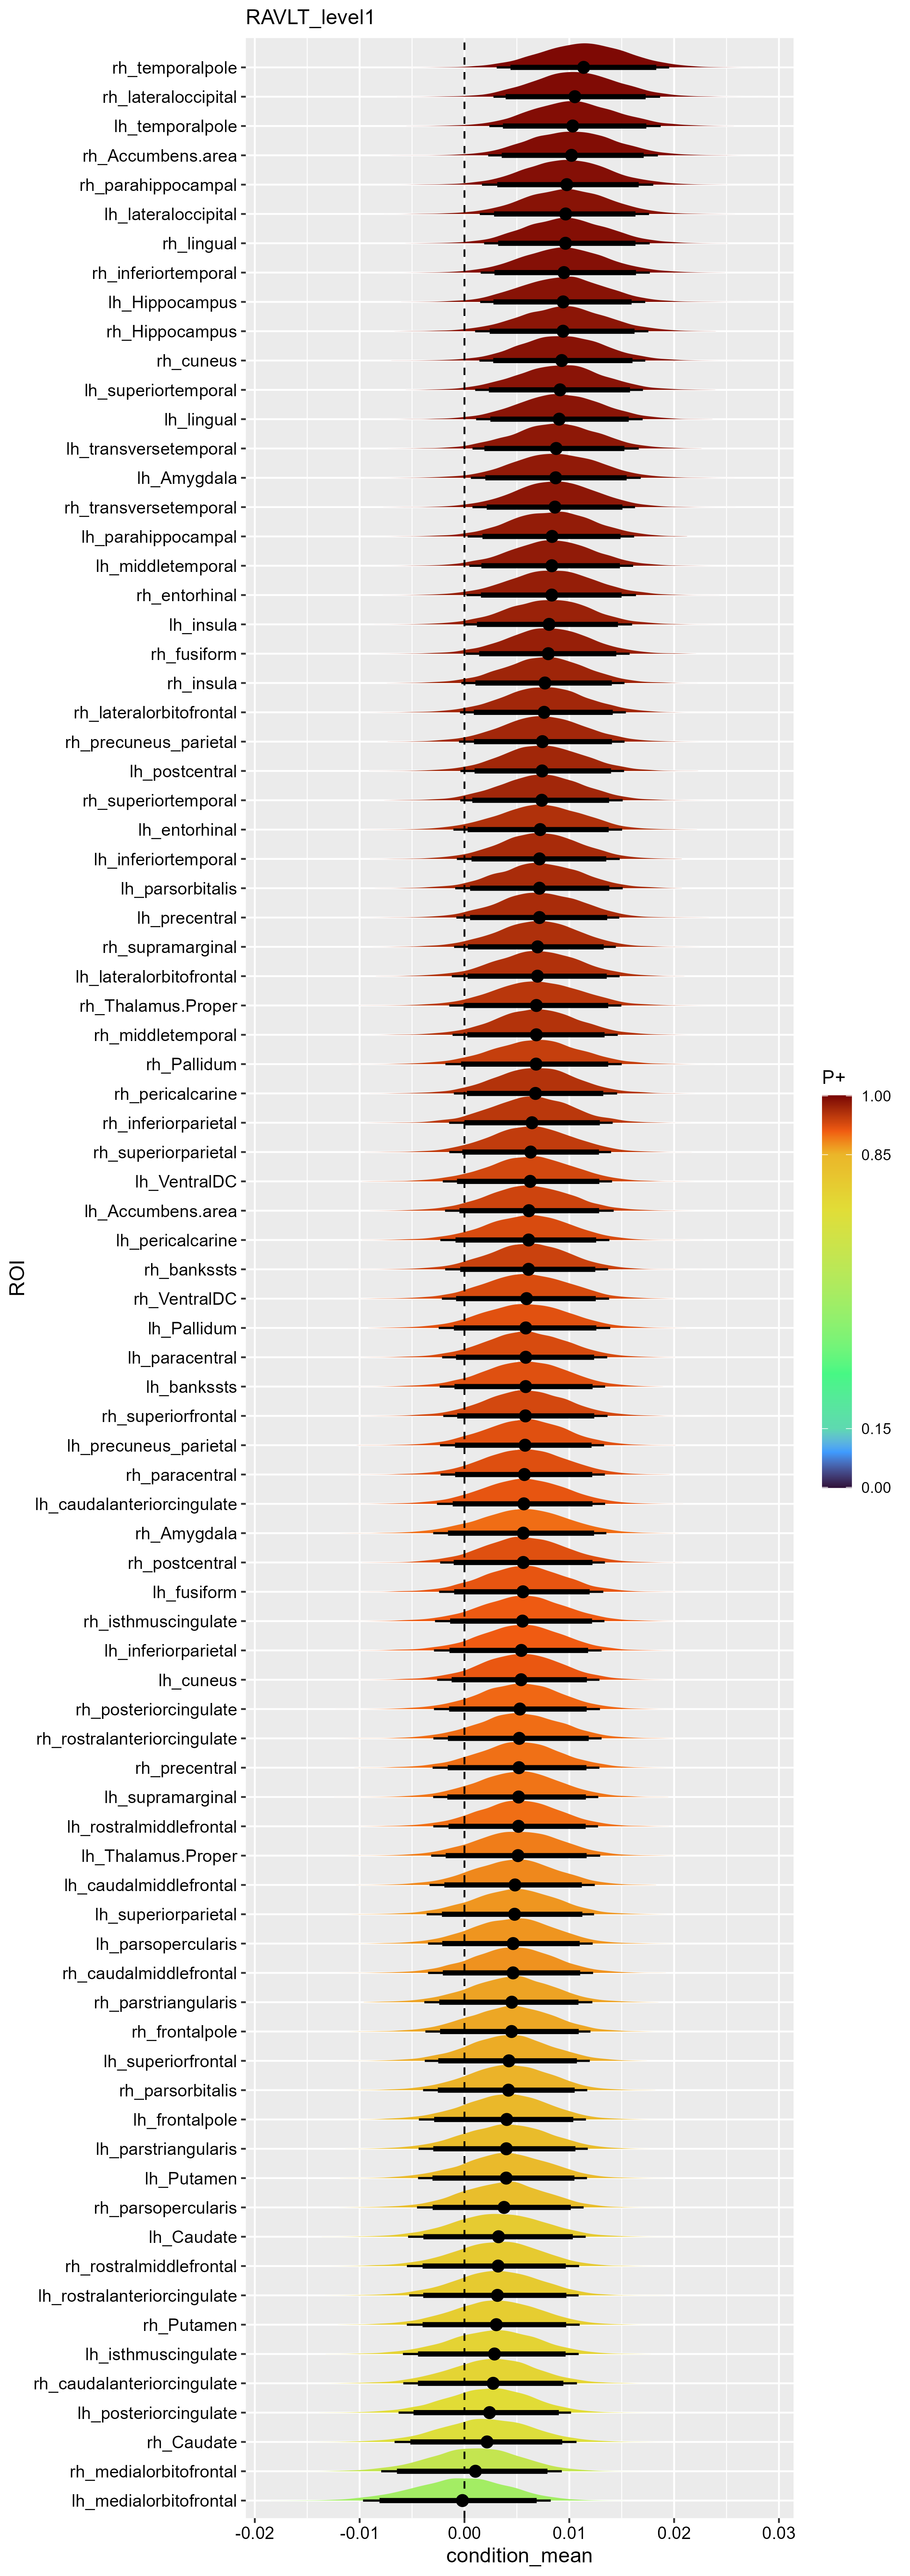 RAVLT_level1
rh_temporalpole
rh_lateraloccipital
lh_temporalpole
rh_Accumbens.area
rh_parahippocampal
lh_lateraloccipital
rh_lingual
rh_inferiortemporal
lh_Hippocampus
rh_Hippocampus
rh_cuneus
lh_superiortemporal
lh_lingual
lh_transversetemporal
lh_Amygdala
rh_transversetemporal
lh_parahippocampal
lh_middletemporal
rh_entorhinal
lh_insula
rh_fusiform
rh_insula
rh_lateralorbitofrontal
rh_precuneus_parietal
lh_postcentral
rh_superiortemporal
lh_entorhinal
lh_inferiortemporal
lh_parsorbitalis
lh_precentral
rh_supramarginal
lh_lateralorbitofrontal
rh_Thalamus.Proper
rh_middletemporal
rh_Pallidum
rh_pericalcarine
rh_inferiorparietal
rh_superiorparietal
lh_VentralDC
lh_Accumbens.area
lh_pericalcarine
rh_bankssts
rh_VentralDC
lh_Pallidum
lh_paracentral
lh_bankssts
rh_superiorfrontal
lh_precuneus_parietal
rh_paracentral
lh_caudalanteriorcingulate
rh_Amygdala
rh_postcentral
lh_fusiform
rh_isthmuscingulate
lh_inferiorparietal
lh_cuneus
rh_posteriorcingulate
rh_rostralanteriorcingulate
rh_precentral
lh_supramarginal
lh_rostralmiddlefrontal
lh_Thalamus.Proper
lh_caudalmiddlefrontal
lh_superiorparietal
lh_parsopercularis
rh_caudalmiddlefrontal
rh_parstriangularis
rh_frontalpole
lh_superiorfrontal
rh_parsorbitalis
lh_frontalpole
lh_parstriangularis
lh_Putamen
rh_parsopercularis
lh_Caudate
rh_rostralmiddlefrontal
lh_rostralanteriorcingulate
rh_Putamen
lh_isthmuscingulate
rh_caudalanteriorcingulate
lh_posteriorcingulate
rh_Caudate
rh_medialorbitofrontal
lh_medialorbitofrontal
ROI
-0.02 -0.01 0.00 0.01 0.02 0.03
condition_mean
P+
1.00
0.85
0.15
0.00